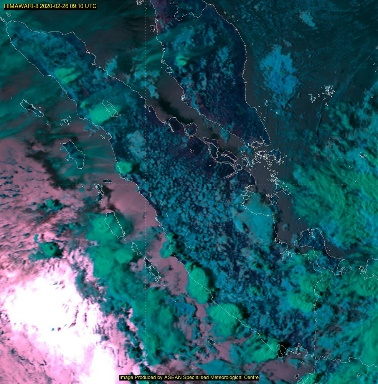 HIMAWARI-8 2020-02-26 09:10 UTC
Image Produced by ASEAN Specialised Meteorological Centre